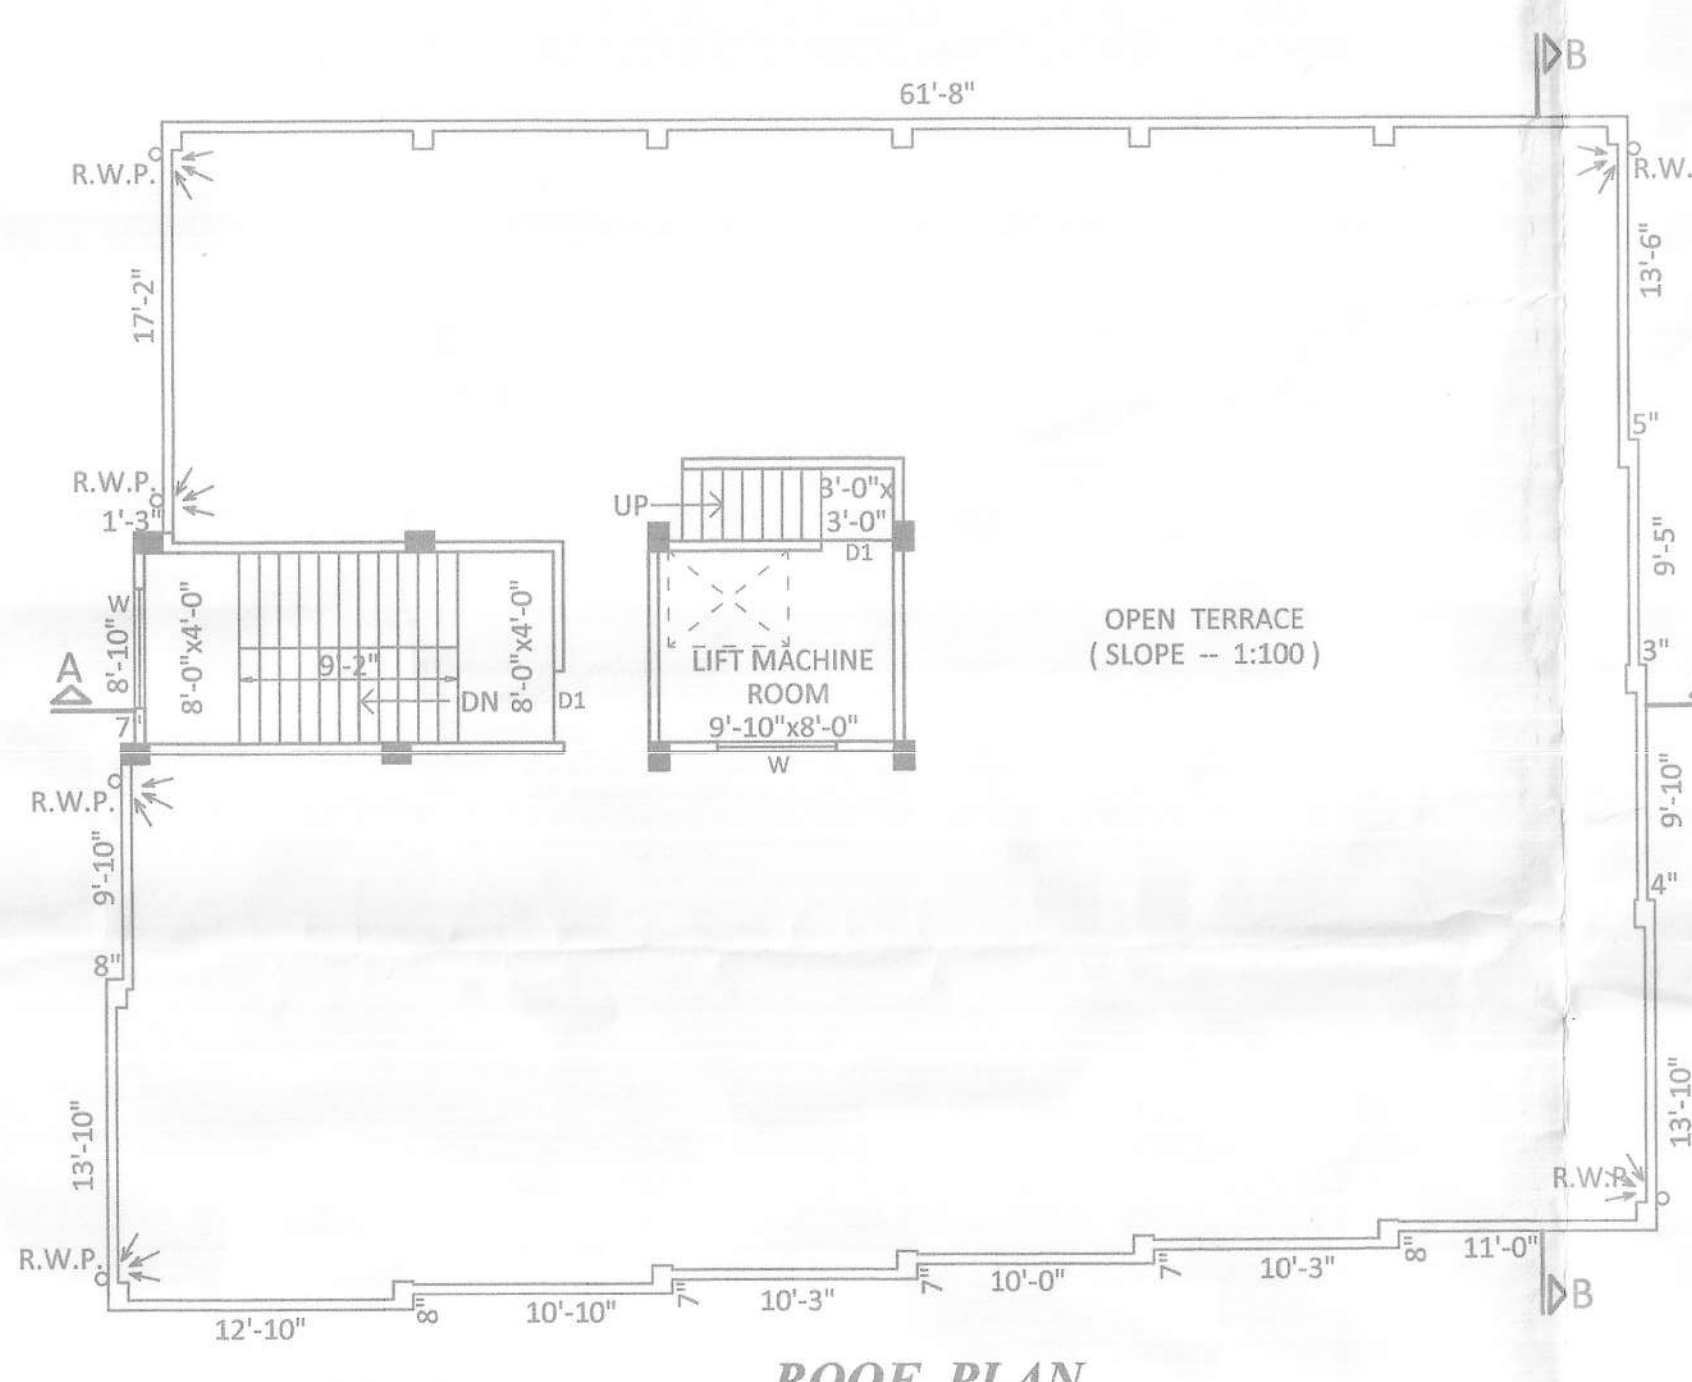 B
61'-8"
R.W.P.
R.W.
17'-2"
13'-6"
5"
R.W.P.
1'-3"
UP
3'-0"x
3'-0"
D1
9'-5"
W
8'-10"
8'-0"x4'-0"
9'-2"
DN
8'-0"x4'-0"
D1
LIFT MACHINE
ROOM
9'-10"x8'-0"
W
OPEN TERRACE
( SLOPE -- 1:100 )
3"
A
7"
R.W.P.
9'-10"
9'-10"
4"
8"
13'-10"
13'-10"
R.W.P.
R.W.P.
12'-10"
8"
10'-10"
7"
10'-3"
7"
10'-0"
7"
10'-3"
8"
11'-0"
B
ROOF PLAN